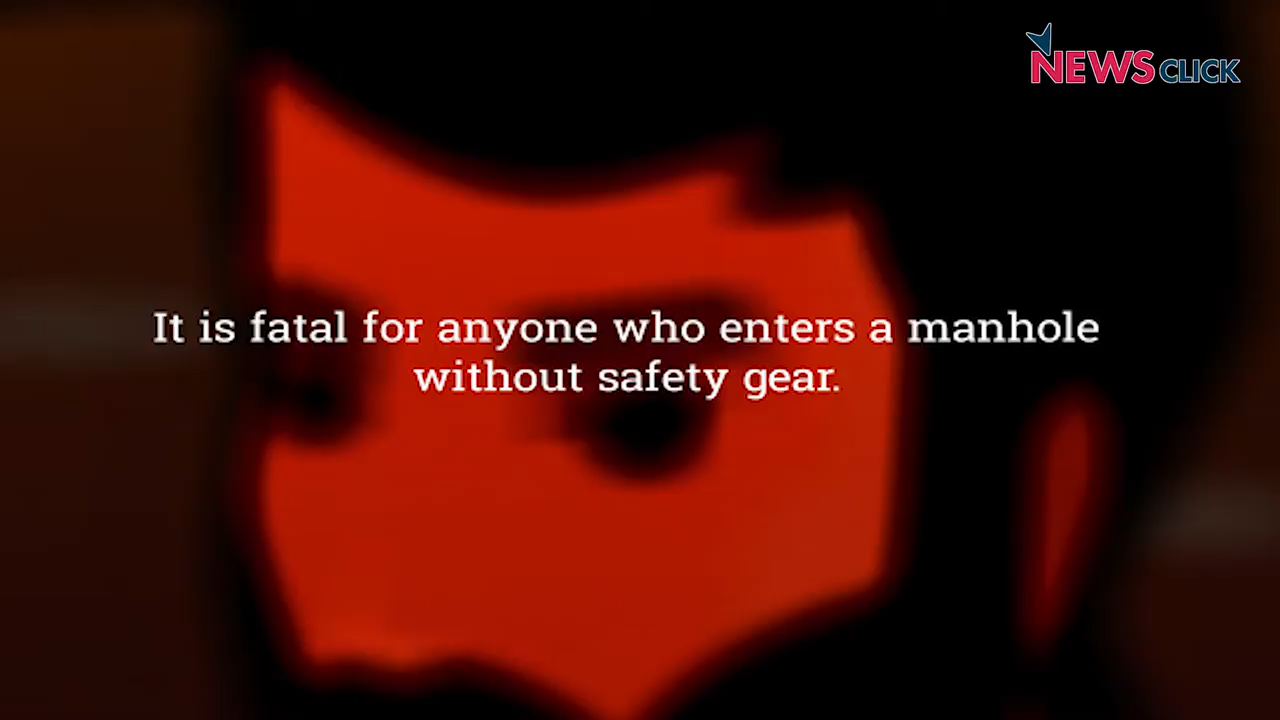 NEWSCLICK
It is fatal for anyone who enters a manhole
without safety gear.